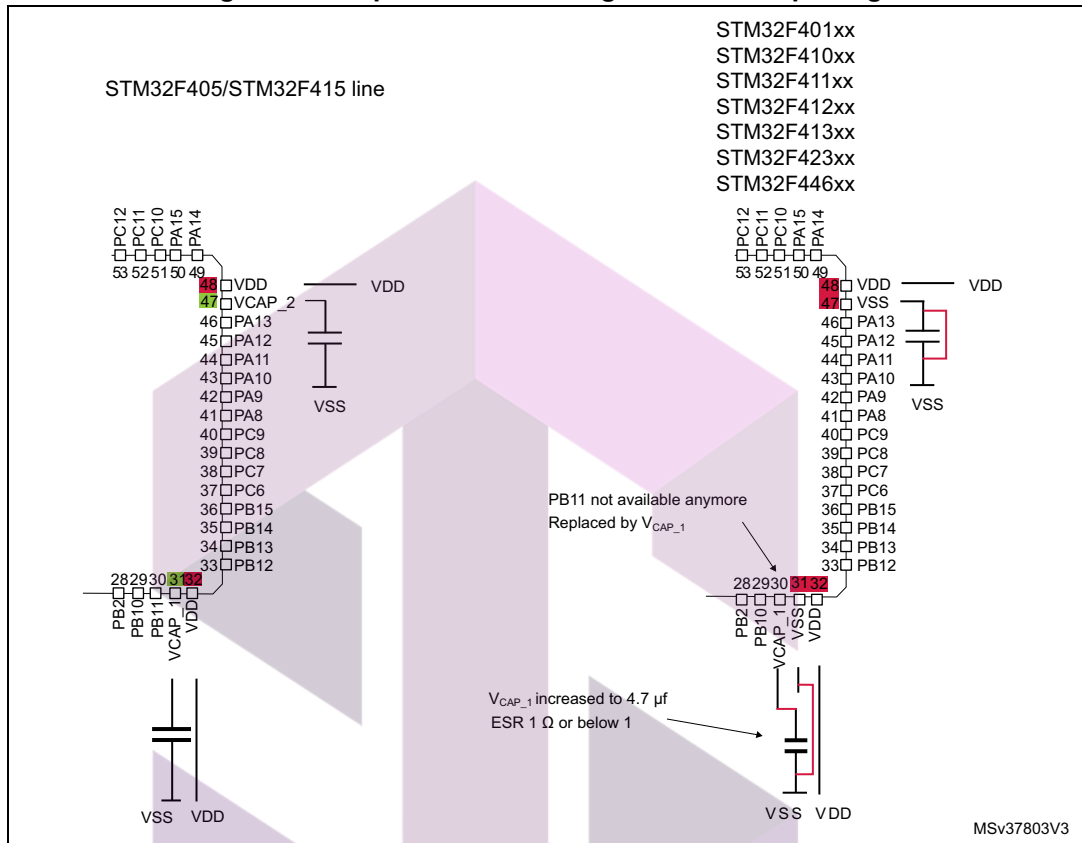 STM32F405/STM32F415 line
PC12
PC11
PC10
PA15
PA14
53 52 51 50 49
48 VDD
47 VCAP_2
46 PA13
45 PA12
44 PA11
43 PA10
42 PA9
41 PA8
40 PC9
39 PC8
38 PC7
37 PC6
36 PB15
35 PB14
34 PB13
33 PB12
VDD
VSS
28 29 30 31 32
PB2
PB10
PB11
VCAP_1
VDD
VSS VDD
STM32F401xx
STM32F410xx
STM32F411xx
STM32F412xx
STM32F413xx
STM32F423xx
STM32F446xx
PC12
PC11
PC10
PA15
PA14
53 52 51 50 49
48 VDD
47 VSS
46 PA13
45 PA12
44 PA11
43 PA10
42 PA9
41 PA8
40 PC9
39 PC8
38 PC7
37 PC6
36 PB15
35 PB14
34 PB13
33 PB12
VDD
VSS
PB11 not available anymore
Replaced by VCAP_1
28 29 30 31 32
PB2
PB10
VCAP_1
VSS
VDD
VCAP_1 increased to 4.7 µf
ESR 1 Ω or below 1
VSS VDD
MSv37803V3